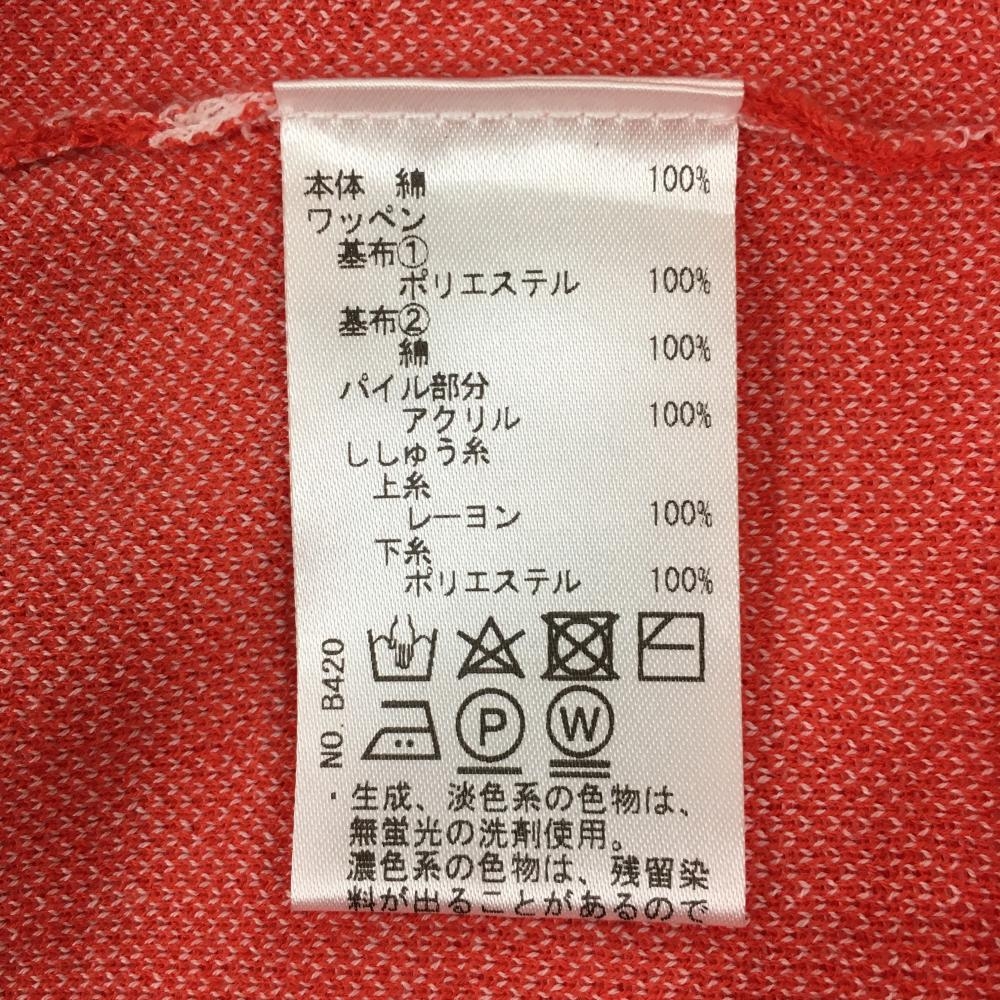 本体 綿 100%
ワッペン
基布①
ポリエステル 100%
基布②
綿 100%
パイル部分
アクリル 100%
ししゅう糸
上糸
レーヨン 100%
下糸
ポリエステル 100%
NO. B420
P W
・生成、淡色系の色物は、
無蛍光の洗剤使用。
濃色系の色物は、残留染
料が出ることがあるので